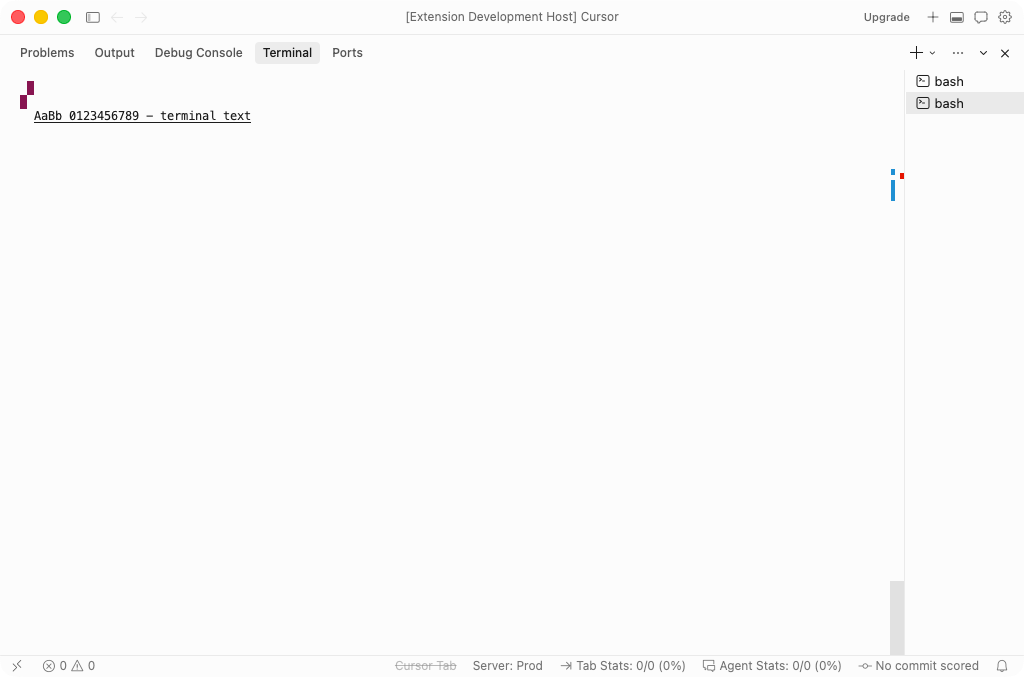 [Extension Development Host] Cursor
Upgrade
Problems Output Debug Console Terminal Ports
bash
bash
AaBb 0123456789 — terminal text
0 0 Cursor Tab Server: Prod Tab Stats: 0/0 (0%) Agent Stats: 0/0 (0%) No commit scored